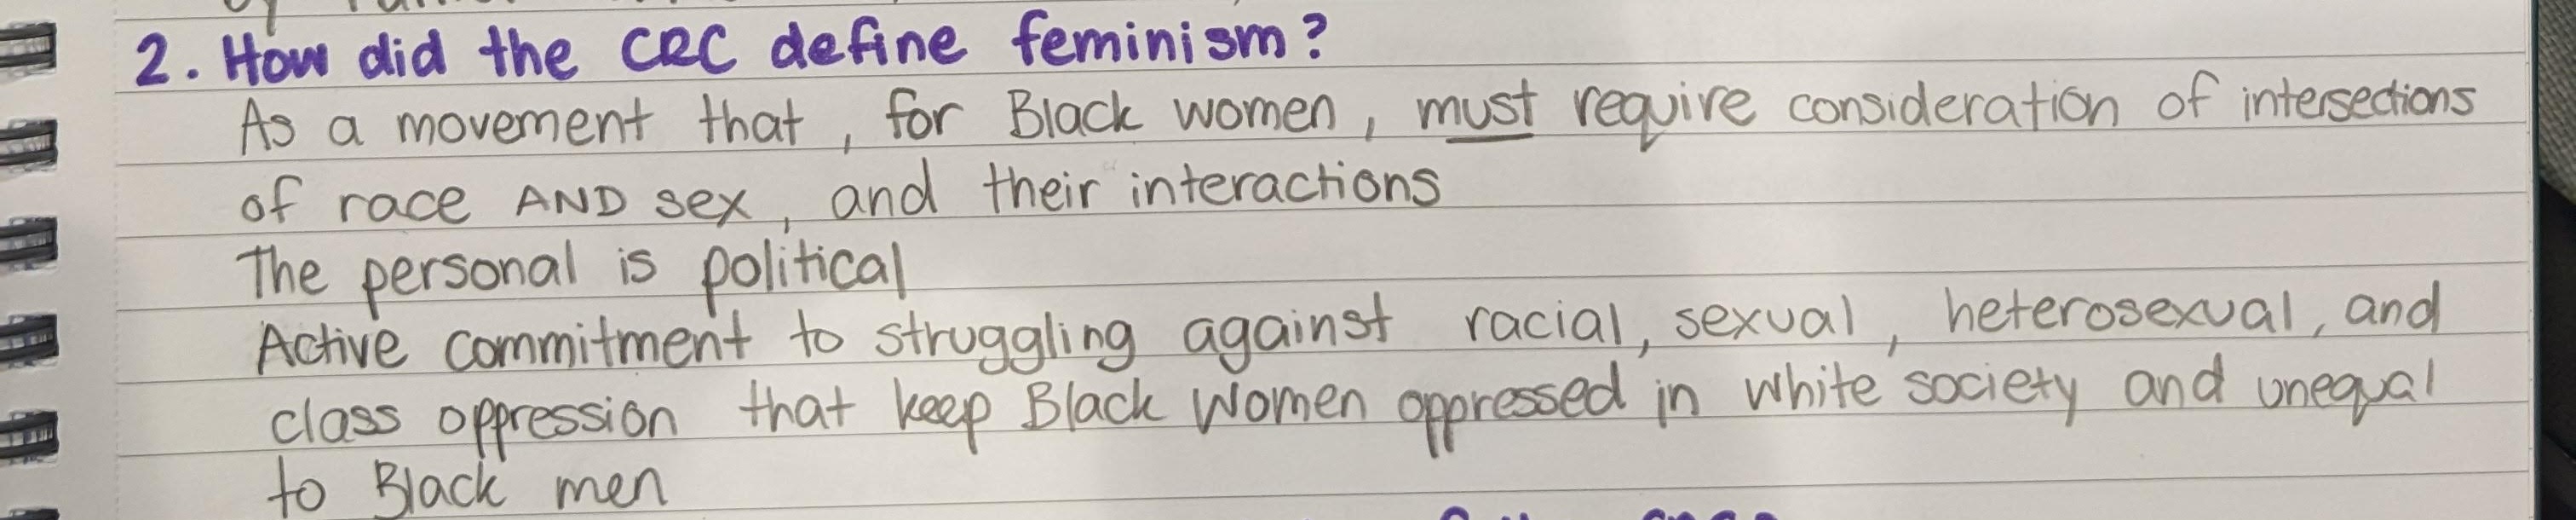 2. How did the CRC define feminism?
As a movement that, for Black women, must require consideration of intersections
of race AND sex, and their interactions
The personal is political
Active commitment to struggling against racial, sexual, heterosexual, and
class oppression that keep Black Women oppressed in white society and unequal
to Black men